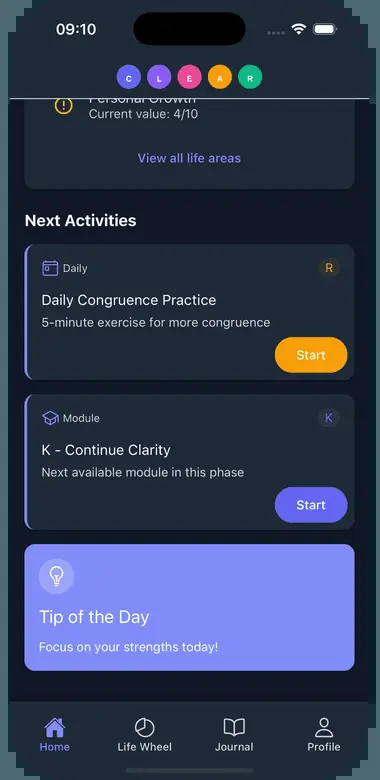 09:10
C L E A R
Personal Growth
Current value: 4/10
View all life areas
Next Activities
Daily
R
Daily Congruence Practice
5-minute exercise for more congruence
Start
Module
K
K - Continue Clarity
Next available module in this phase
Start
Tip of the Day
Focus on your strengths today!
Home
Life Wheel
Journal
Profile